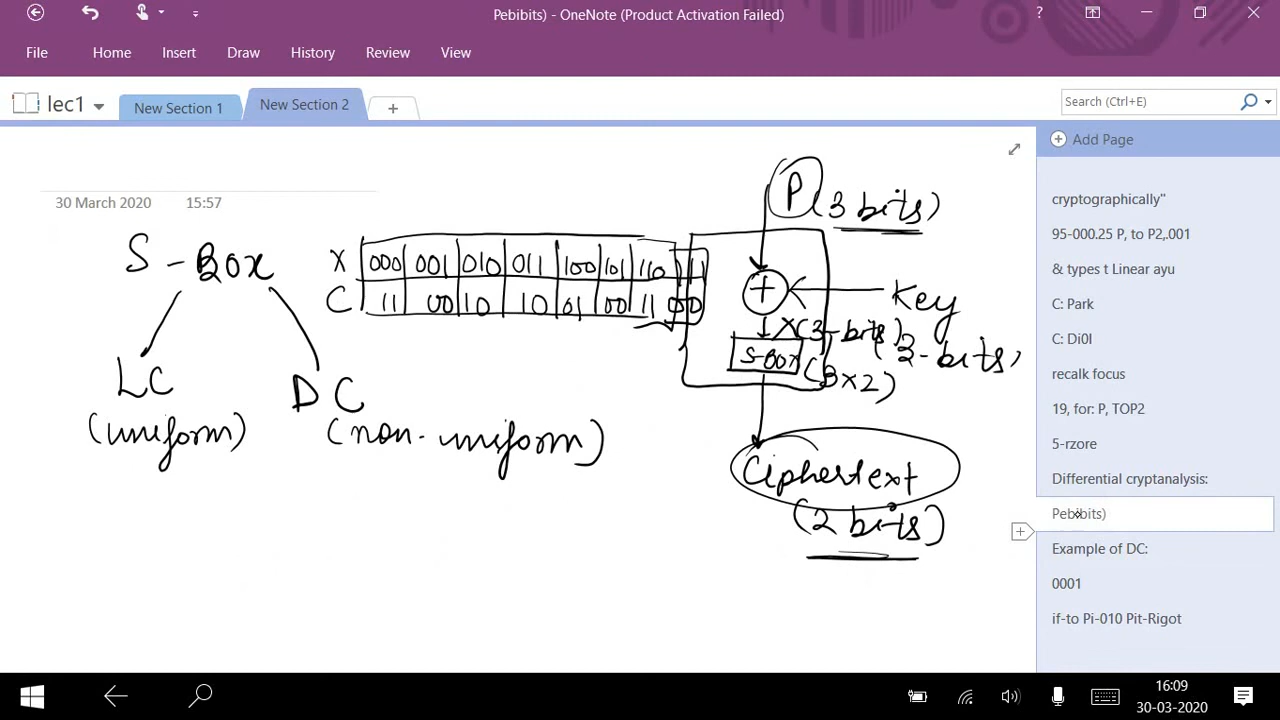 Pebibits) - OneNote (Product Activation Failed)
?
File Home Insert Draw History Review View
lec1 New Section 1 New Section 2 +
Search (Ctrl+E)
Add Page
30 March 2020 15:57
S-Box
LC
(uniform)
DC
(non-uniform)
X 000 001 010 011 100 101 110 111
C 11 00 10 10 01 00 11 00
P (3 bits)
+
Key
(3-bits)
X(3-bits)
S-Box
(3x2)
Ciphertext
(2 bits)
cryptographically"
95-000.25 P, to P2,.001
& types t Linear ayu
C: Park
C: Di0I
recalk focus
19, for: P, TOP2
5-rzore
Differential cryptanalysis:
Pebibits)
Example of DC:
0001
if-to Pi-010 Pit-Rigot
16:09
30-03-2020